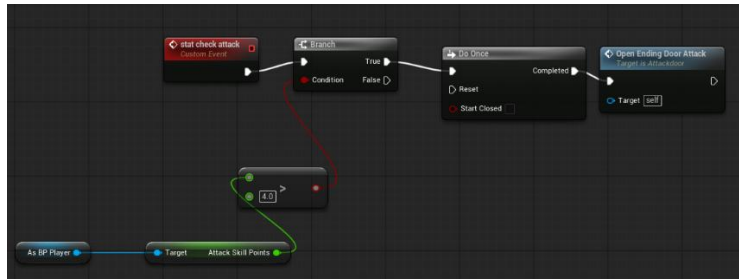 stat check attack
Custom Event
Branch
True
Condition
False
Do Once
Completed
Reset
Start Closed
Open Ending Door Attack
Target is Attackdoor
Target self
4.0 >
As BP Player
Target Attack Skill Points